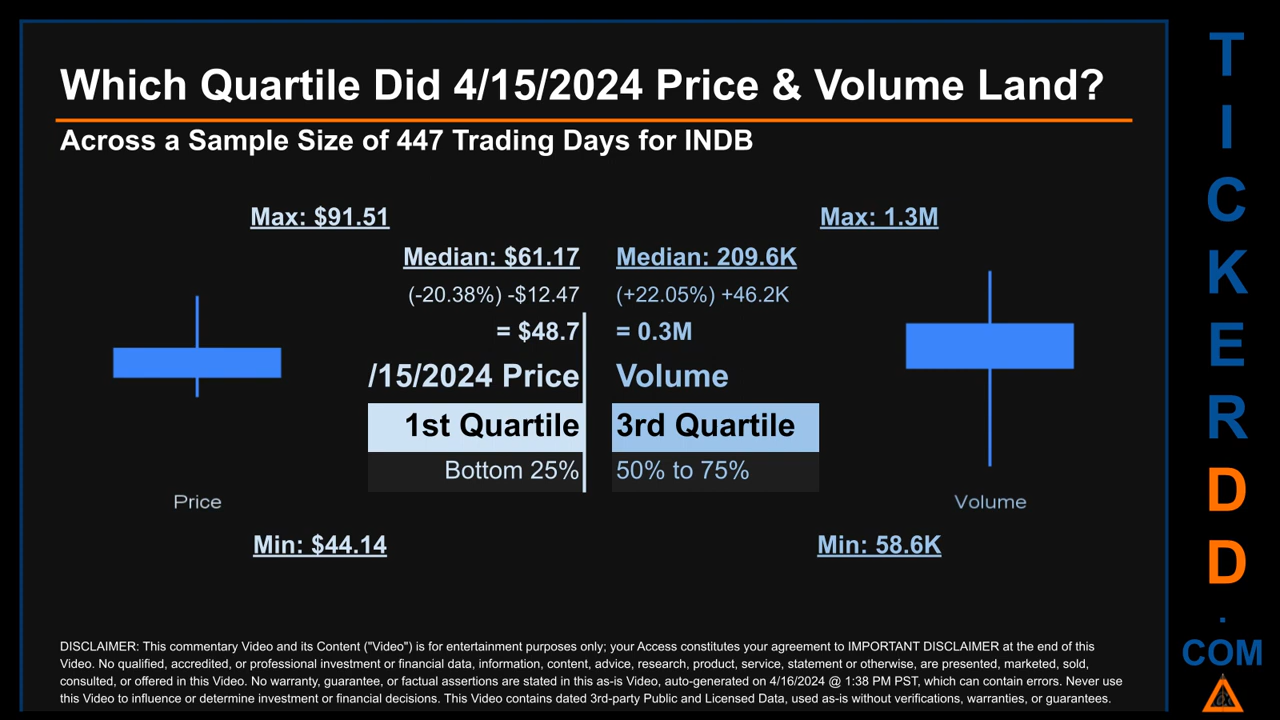 Which Quartile Did 4/15/2024 Price & Volume Land?
Across a Sample Size of 447 Trading Days for INDB
Max: $91.51
Max: 1.3M
Median: $61.17
Median: 209.6K
(-20.38%) -$12.47
(+22.05%) +46.2K
= $48.7
= 0.3M
/15/2024 Price
Volume
1st Quartile
3rd Quartile
Bottom 25%
50% to 75%
Price
Volume
Min: $44.14
Min: 58.6K
DISCLAIMER: This commentary Video and its Content ("Video") is for entertainment purposes only; your Access constitutes your agreement to IMPORTANT DISCLAIMER at the end of this
Video. No qualified, accredited, or professional investment or financial data, information, content, advice, research, product, service, statement or otherwise, are presented, marketed, sold,
consulted, or offered in this Video. No warranty, guarantee, or factual assertions are stated in this as-is Video, auto-generated on 4/16/2024 @ 1:38 PM PST, which can contain errors. Never use
this Video to influence or determine investment or financial decisions. This Video contains dated 3rd-party Public and Licensed Data, used as-is without verifications, warranties, or guarantees.
T
I
C
K
E
R
D
D
.
COM